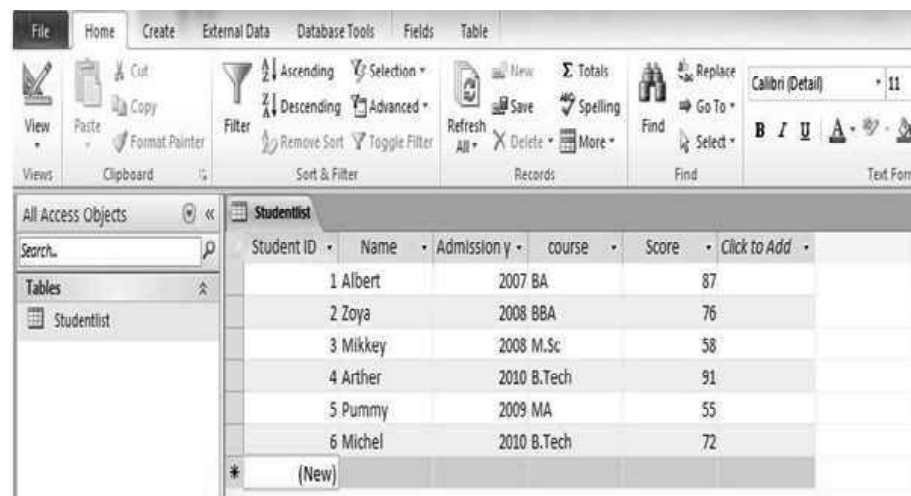 File Home Create External Data Database Tools Fields Table
View
Paste
Cut
Copy
Format Painter
Filter
Ascending
Descending
Remove Sort
Selection
Advanced
Toggle Filter
Refresh All
New
Save
Delete
Totals
Spelling
More
Find
Replace
Go To
Select
Calibri (Detail) 11
B I U A
Views Clipboard Sort & Filter Records Find Text Form
All Access Objects «
Search..
Tables
Studentlist
Studentlist
Student ID Name Admission y course Score Click to Add
1 Albert 2007 BA 87
2 Zoya 2008 BBA 76
3 Mikkey 2008 M.Sc 58
4 Arther 2010 B.Tech 91
5 Pummy 2009 MA 55
6 Michel 2010 B.Tech 72
* (New)